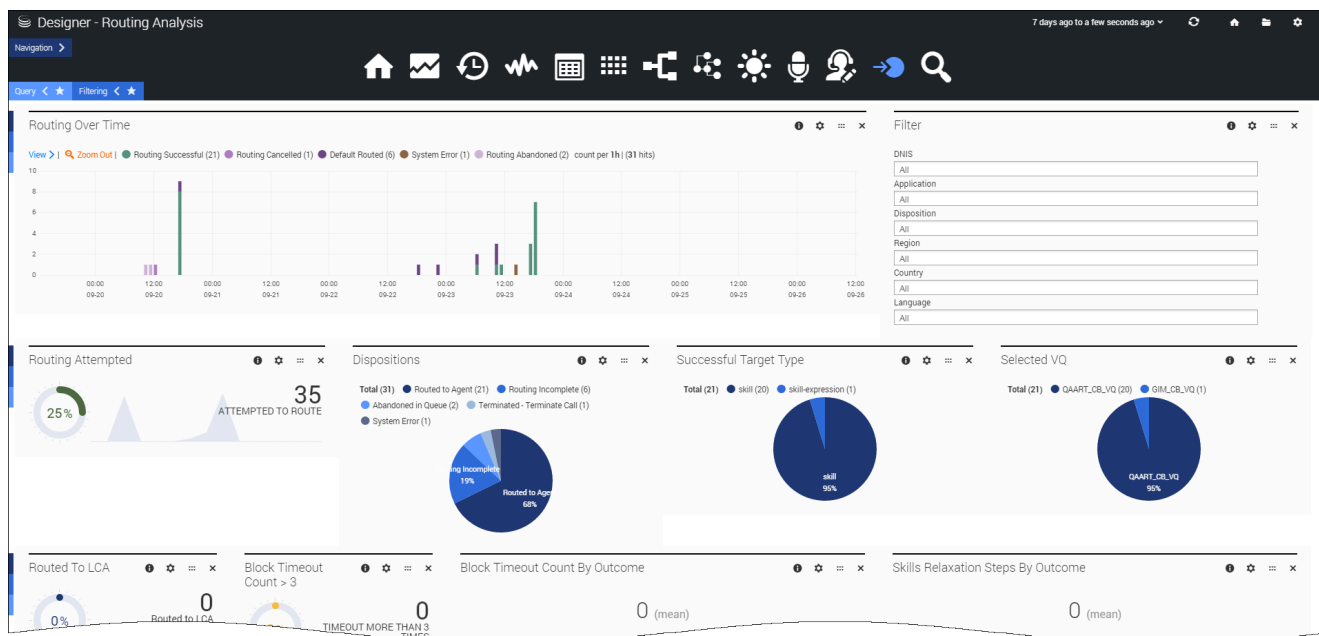 Designer - Routing Analysis
7 days ago to a few seconds ago
Navigation
Query
Filtering
Routing Over Time
View | Zoom Out | Routing Successful (21) Routing Cancelled (1) Default Routed (6) System Error (1) Routing Abandoned (2) count per 1h | (31 hits)
10
8
6
4
2
0
00:00 12:00 00:00 12:00 00:00 12:00 00:00 12:00 00:00 12:00 00:00 12:00 00:00 12:00
09-20 09-20 09-21 09-21 09-22 09-22 09-23 09-23 09-24 09-24 09-25 09-25 09-26 09-26
Filter
DNIS
All
Application
All
Disposition
All
Region
All
Country
All
Language
All
Routing Attempted
25%
35
ATTEMPTED TO ROUTE
Dispositions
Total (31) Routed to Agent (21) Routing Incomplete (6)
Abandoned in Queue (2) Terminated - Terminate Call (1)
System Error (1)
Incomplete
19%
Routed to
68%
Successful Target Type
Total (21) skill (20) skill-expression (1)
skill
95%
Selected VQ
Total (21) QAART_CB_VQ (20) GIM_CB_VQ (1)
QAART_CB_VQ
95%
Routed To LCA
0%
0
Routed to LCA
Block Timeout
Count > 3
0
TIMEOUT MORE THAN 3
TIMES
Block Timeout Count By Outcome
0 (mean)
Skills Relaxation Steps By Outcome
0 (mean)